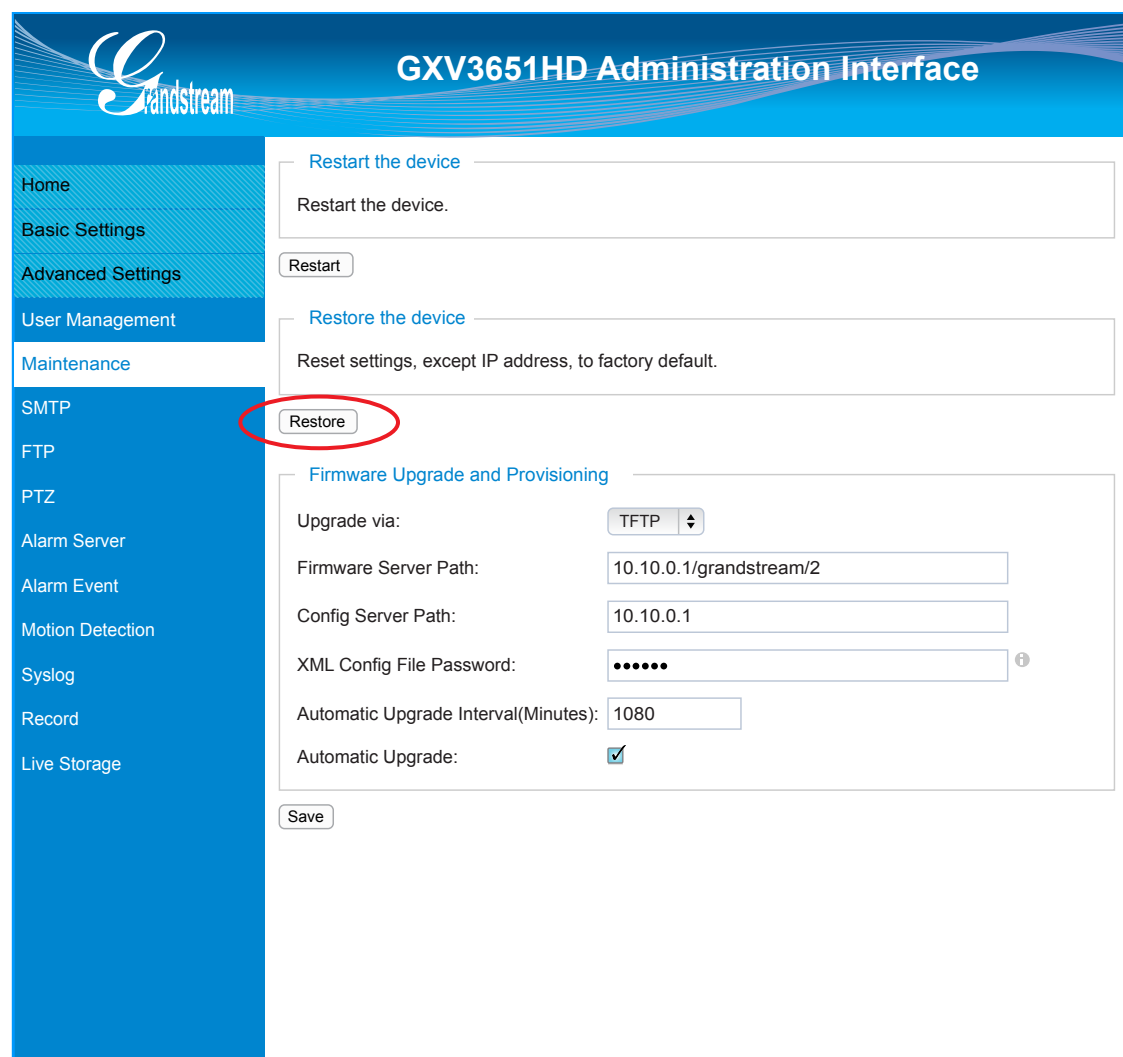 Grandstream
GXV3651HD Administration Interface
Home
Basic Settings
Advanced Settings
User Management
Maintenance
SMTP
FTP
PTZ
Alarm Server
Alarm Event
Motion Detection
Syslog
Record
Live Storage
Restart the device
Restart the device.
Restart
Restore the device
Reset settings, except IP address, to factory default.
Restore
Firmware Upgrade and Provisioning
Upgrade via: TFTP
Firmware Server Path: 10.10.0.1/grandstream/2
Config Server Path: 10.10.0.1
XML Config File Password: ••••••
Automatic Upgrade Interval(Minutes): 1080
Automatic Upgrade:
Save